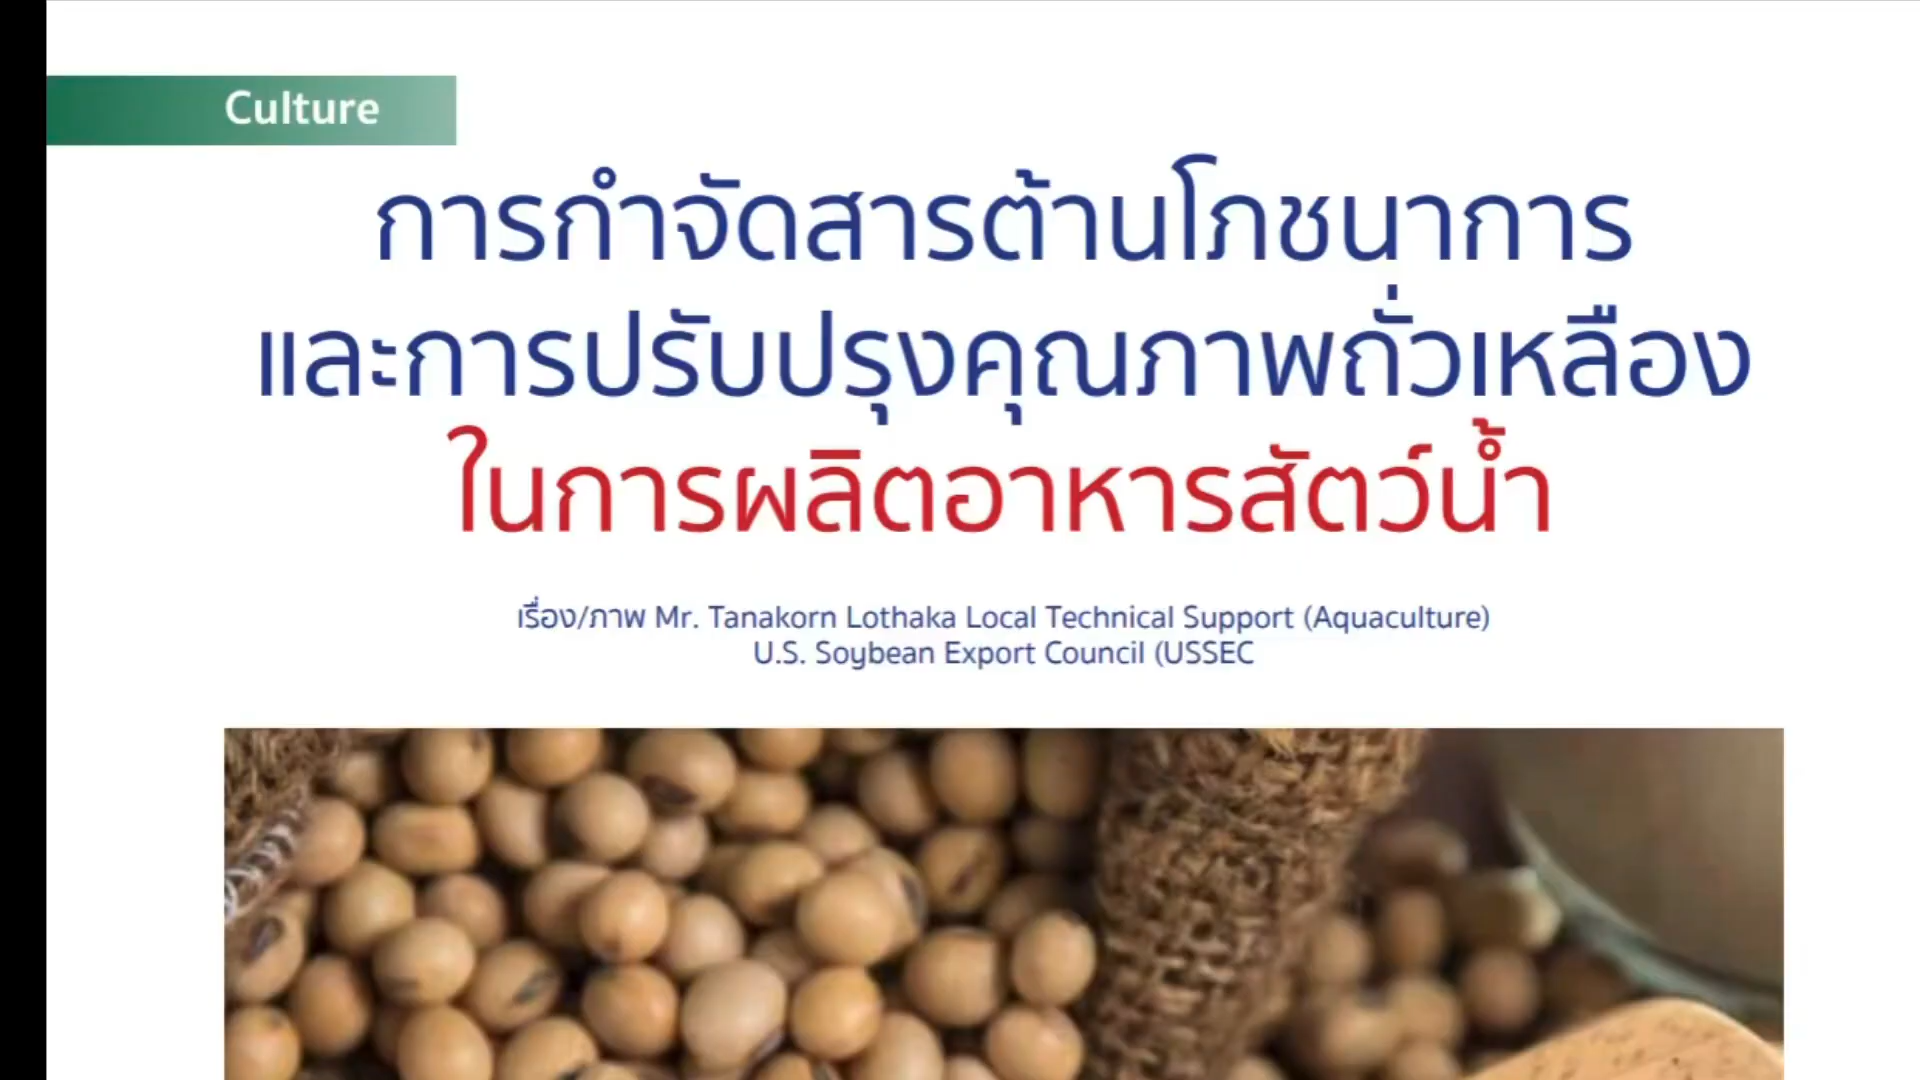 Culture
การกำจัดสารต้านโภชนาการ
และการปรับปรุงคุณภาพถั่วเหลือง
ในการผลิตอาหารสัตว์น้ำ
เรื่อง/ภาพ Mr. Tanakorn Lothaka Local Technical Support (Aquaculture)
U.S. Soybean Export Council (USSEC